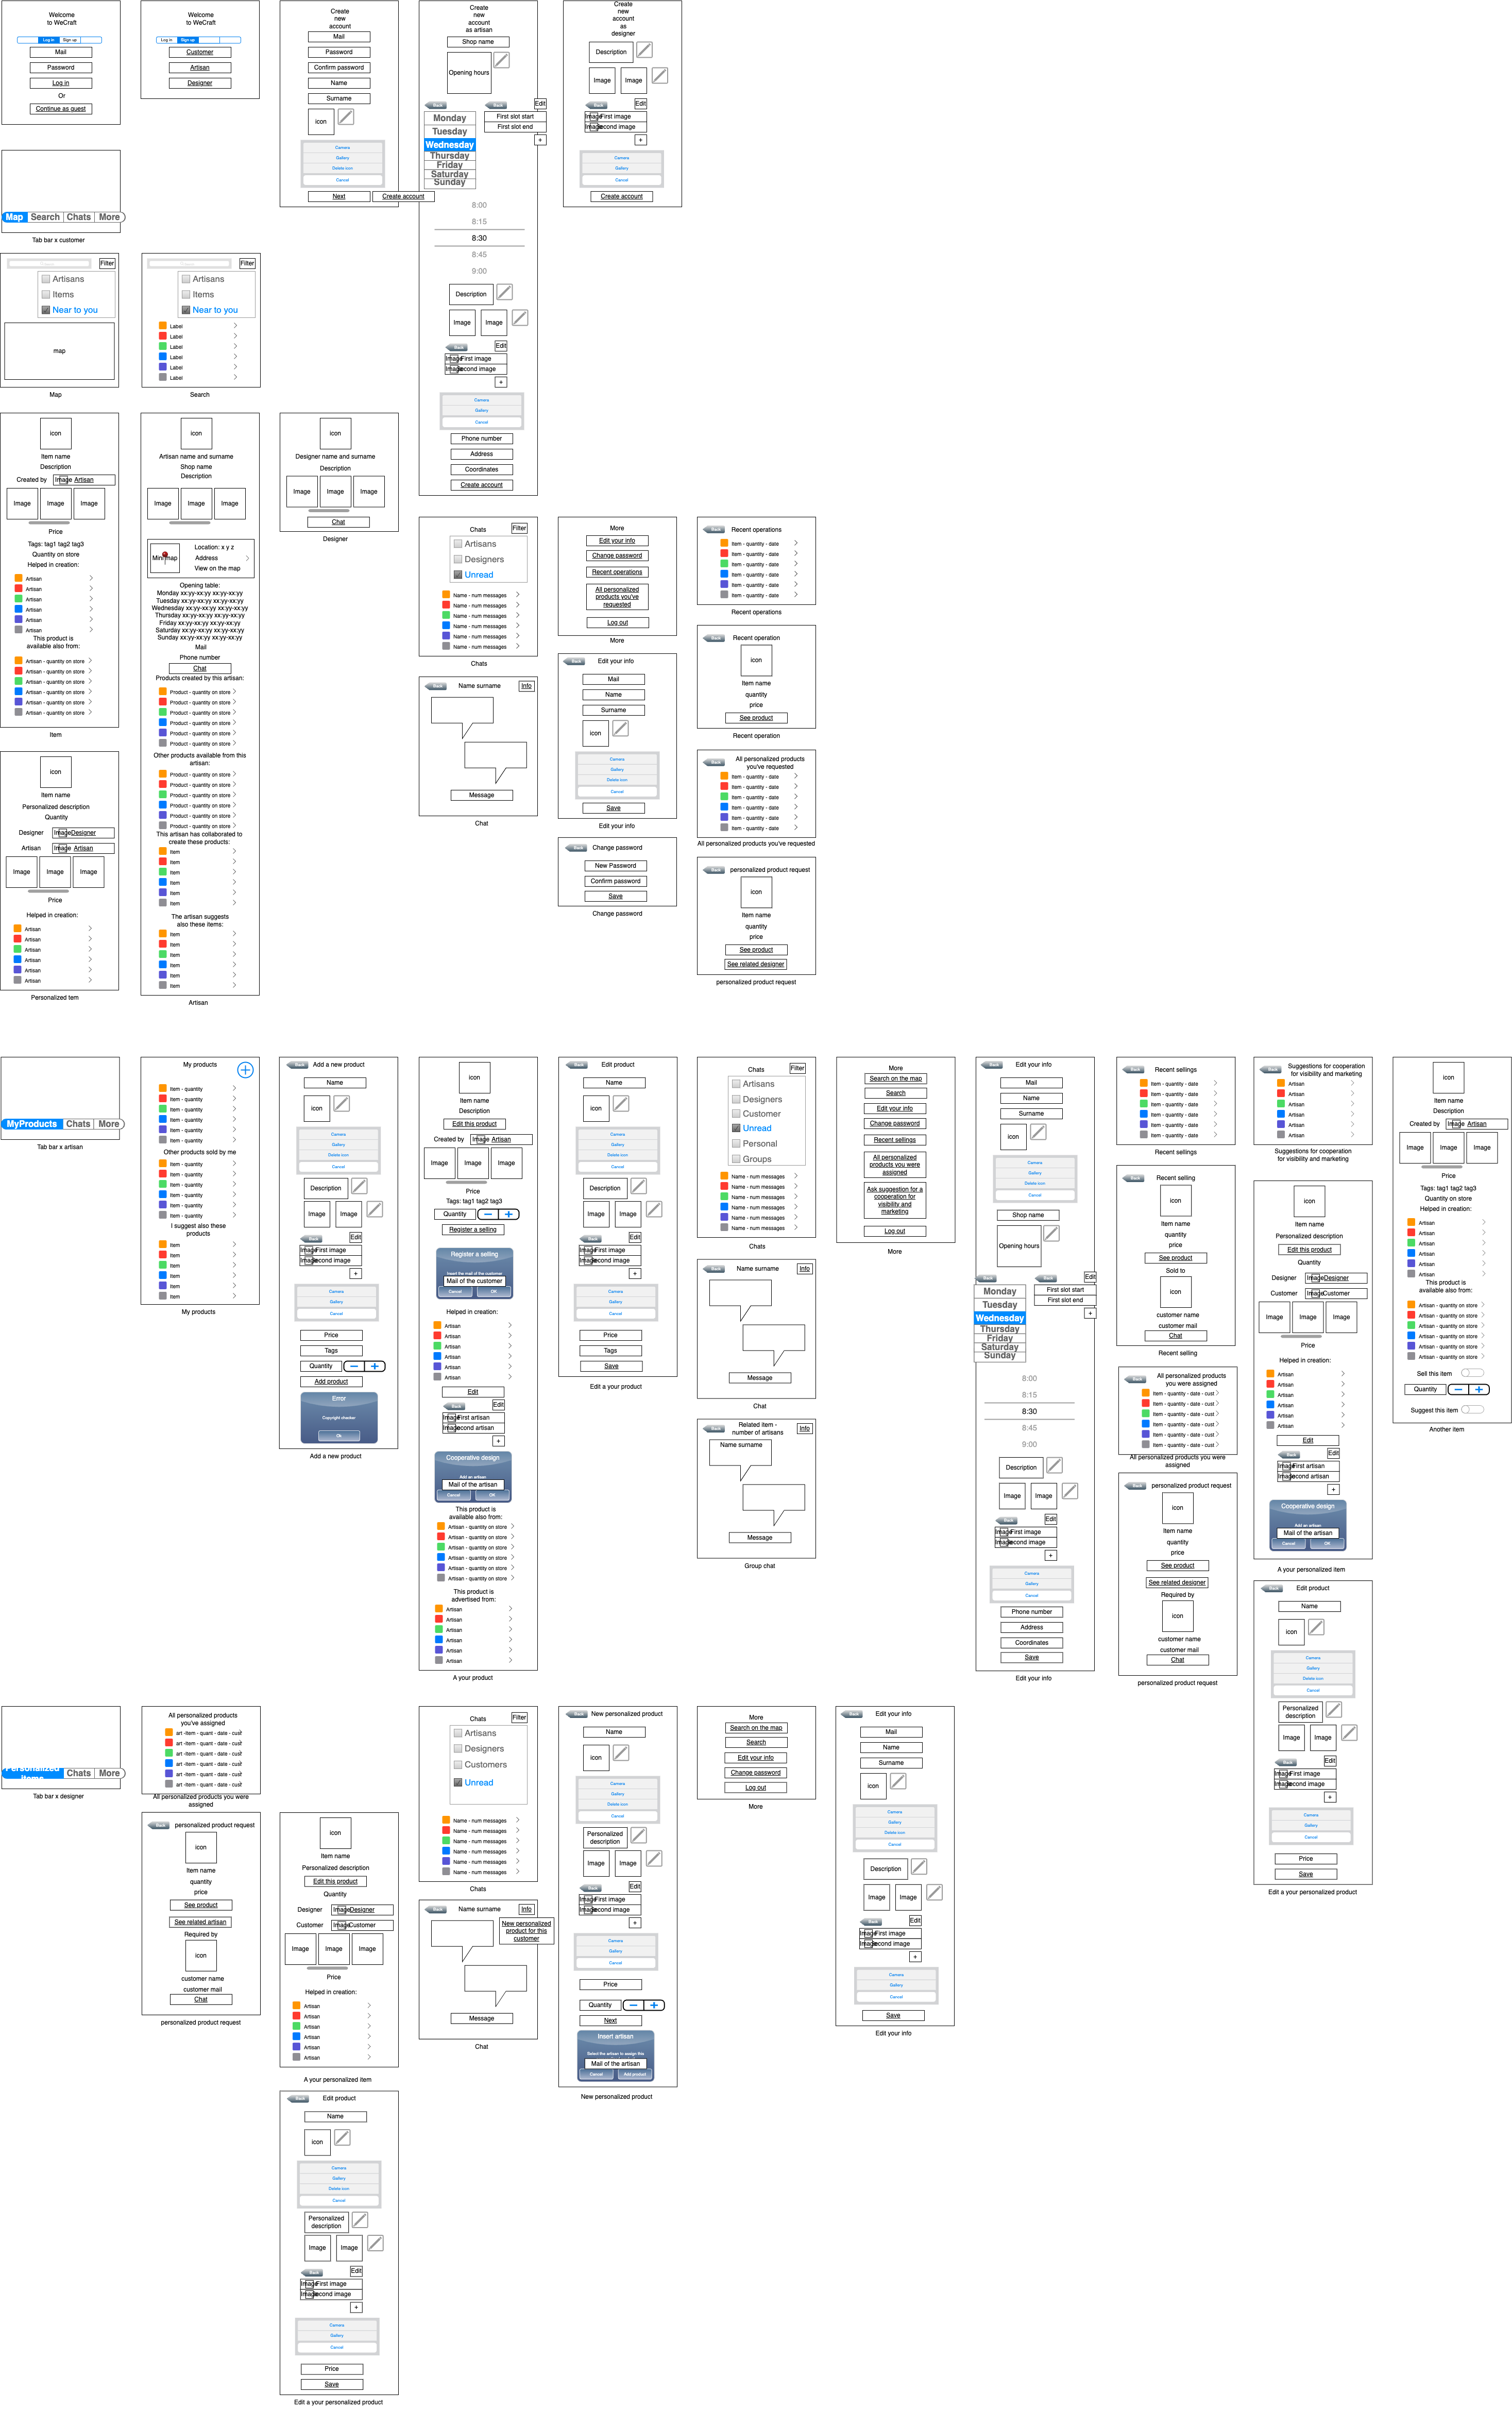 Welcome
to WeCraft
Log in
Sign up
Mail
Password
Log in
Or
Continue as guest
Welcome
to WeCraft
Log in
Sign up
Customer
Artisan
Designer
Create
new
account
Mail
Password
Confirm password
Name
Surname
icon
Camera
Gallery
Delete icon
Cancel
Next
Create account
Create
new
account
as artisan
Shop name
Opening hours
Back
Back
Edit
Monday
Tuesday
Wednesday
Thursday
Friday
Saturday
Sunday
First slot start
First slot end
+
8:00
8:15
8:30
8:45
9:00
Description
Image
Image
Back
Edit
Image
First image
Image
Second image
+
Camera
Gallery
Cancel
Phone number
Address
Coordinates
Create account
Create
new
account
as
designer
Description
Image
Image
Back
Edit
Image
First image
Image
Second image
+
Camera
Gallery
Cancel
Create account
Map
Search
Chats
More
Tab bar x customer
Filter
Artisans
Items
Near to you
map
Map
Filter
Artisans
Items
Near to you
Label
Label
Label
Label
Label
Label
Search
icon
Item name
Description
Created by
Image
Artisan
Image
Image
Image
Price
Tags: tag1 tag2 tag3
Quantity on store
Helped in creation:
Artisan
Artisan
Artisan
Artisan
Artisan
Artisan
This product is
available also from:
Artisan - quantity on store
Artisan - quantity on store
Artisan - quantity on store
Artisan - quantity on store
Artisan - quantity on store
Artisan - quantity on store
Item
icon
Artisan name and surname
Shop name
Description
Image
Image
Image
Mini map
Location: x y z
Address
View on the map
Opening table:
Monday xx:yy-xx:yy xx:yy-xx:yy
Tuesday xx:yy-xx:yy xx:yy-xx:yy
Wednesday xx:yy-xx:yy xx:yy-xx:yy
Thursday xx:yy-xx:yy xx:yy-xx:yy
Friday xx:yy-xx:yy xx:yy-xx:yy
Saturday xx:yy-xx:yy xx:yy-xx:yy
Sunday xx:yy-xx:yy xx:yy-xx:yy
Mail
Phone number
Chat
Products created by this artisan:
Product - quantity on store
Product - quantity on store
Product - quantity on store
Product - quantity on store
Product - quantity on store
Product - quantity on store
Other products available from this
artisan:
Product - quantity on store
Product - quantity on store
Product - quantity on store
Product - quantity on store
Product - quantity on store
Product - quantity on store
This artisan has collaborated to
create these products:
Item
Item
Item
Item
Item
Item
The artisan suggests
also these items:
Item
Item
Item
Item
Item
Item
Artisan
icon
Designer name and surname
Description
Image
Image
Image
Chat
Designer
Chats
Filter
Artisans
Designers
Unread
Name - num messages
Name - num messages
Name - num messages
Name - num messages
Name - num messages
Name - num messages
Chats
Back
Name surname
Info
Message
Chat
More
Edit your info
Change password
Recent operations
All personalized
products you've
requested
Log out
More
Back
Edit your info
Mail
Name
Surname
icon
Camera
Gallery
Delete icon
Cancel
Save
Edit your info
Back
Change password
New Password
Confirm password
Save
Change password
Back
Recent operations
Item - quantity - date
Item - quantity - date
Item - quantity - date
Item - quantity - date
Item - quantity - date
Item - quantity - date
Recent operations
Back
Recent operation
icon
Item name
quantity
price
See product
Recent operation
Back
All personalized products
you've requested
Item - quantity - date
Item - quantity - date
Item - quantity - date
Item - quantity - date
Item - quantity - date
Item - quantity - date
All personalized products you've requested
Back
personalized product request
icon
Item name
quantity
price
See product
See related designer
personalized product request
icon
Item name
Personalized description
Quantity
Designer
Image
Designer
Artisan
Image
Artisan
Image
Image
Image
Price
Helped in creation:
Artisan
Artisan
Artisan
Artisan
Artisan
Artisan
Personalized item
MyProducts
Chats
More
Tab bar x artisan
My products
Item - quantity
Item - quantity
Item - quantity
Item - quantity
Item - quantity
Item - quantity
Other products sold by me
Item - quantity
Item - quantity
Item - quantity
Item - quantity
Item - quantity
Item - quantity
I suggest also these
products
Item
Item
Item
Item
Item
Item
My products
Back
Add a new product
Name
icon
Camera
Gallery
Delete icon
Cancel
Description
Image
Image
Back
Edit
Image
First image
Image
Second image
+
Camera
Gallery
Cancel
Price
Tags
Quantity
Add product
Error
Copyright checker
Ok
Add a new product
icon
Item name
Description
Edit this product
Created by
Image
Artisan
Image
Image
Image
Price
Tags: tag1 tag2 tag3
Quantity
Register a selling
Register a selling
Insert the mail of the customer
Mail of the customer
Cancel
OK
Helped in creation:
Artisan
Artisan
Artisan
Artisan
Artisan
Artisan
Edit
Back
Edit
Image
First artisan
Image
Second artisan
+
Cooperative design
Add an artisan
Mail of the artisan
Cancel
OK
This product is
available also from:
Artisan - quantity on store
Artisan - quantity on store
Artisan - quantity on store
Artisan - quantity on store
Artisan - quantity on store
Artisan - quantity on store
This product is
advertised from:
Artisan
Artisan
Artisan
Artisan
Artisan
Artisan
A your product
Back
Edit product
Name
icon
Camera
Gallery
Delete icon
Cancel
Description
Image
Image
Back
Edit
Image
First image
Image
Second image
+
Camera
Gallery
Cancel
Price
Tags
Save
Edit a your product
Chats
Filter
Artisans
Designers
Customer
Unread
Personal
Groups
Name - num messages
Name - num messages
Name - num messages
Name - num messages
Name - num messages
Name - num messages
Chats
Back
Name surname
Info
Message
Chat
Back
Related item -
number of artisans
Info
Name surname
Message
Group chat
More
Search on the map
Search
Edit your info
Change password
Recent sellings
All personalized
products you were
assigned
Ask suggestion for a
cooperation for
visibility and
marketing
Log out
More
Back
Edit your info
Mail
Name
Surname
icon
Camera
Gallery
Delete icon
Cancel
Shop name
Opening hours
Back
Back
Edit
Monday
Tuesday
Wednesday
Thursday
Friday
Saturday
Sunday
First slot start
First slot end
+
8:00
8:15
8:30
8:45
9:00
Description
Image
Image
Back
Edit
Image
First image
Image
Second image
+
Camera
Gallery
Cancel
Phone number
Address
Coordinates
Save
Edit your info
Back
Recent sellings
Item - quantity - date
Item - quantity - date
Item - quantity - date
Item - quantity - date
Item - quantity - date
Item - quantity - date
Recent sellings
Back
Recent selling
icon
Item name
quantity
price
See product
Sold to
icon
customer name
customer mail
Chat
Recent selling
Back
All personalized products
you were assigned
Item - quantity - date - cust
Item - quantity - date - cust
Item - quantity - date - cust
Item - quantity - date - cust
Item - quantity - date - cust
Item - quantity - date - cust
All personalized products you were
assigned
Back
personalized product request
icon
Item name
quantity
price
See product
See related designer
Required by
icon
customer name
customer mail
Chat
personalized product request
Back
Suggestions for cooperation
for visibility and marketing
Artisan
Artisan
Artisan
Artisan
Artisan
Artisan
Suggestions for cooperation
for visibility and marketing
icon
Item name
Personalized description
Edit this product
Quantity
Designer
Image
Designer
Customer
Image
Customer
Image
Image
Image
Price
Helped in creation:
Artisan
Artisan
Artisan
Artisan
Artisan
Artisan
Edit
Back
Edit
Image
First artisan
Image
Second artisan
+
Cooperative design
Add an artisan
Mail of the artisan
Cancel
OK
A your personalized item
Back
Edit product
Name
icon
Camera
Gallery
Delete icon
Cancel
Personalized
description
Image
Image
Back
Edit
Image
First image
Image
Second image
+
Camera
Gallery
Cancel
Price
Save
Edit a your personalized product
icon
Item name
Description
Created by
Image
Artisan
Image
Image
Image
Price
Tags: tag1 tag2 tag3
Quantity on store
Helped in creation:
Artisan
Artisan
Artisan
Artisan
Artisan
Artisan
This product is
available also from:
Artisan - quantity on store
Artisan - quantity on store
Artisan - quantity on store
Artisan - quantity on store
Artisan - quantity on store
Artisan - quantity on store
Sell this item
Quantity
Suggest this item
Another item
Personalized
Items
Chats
More
Tab bar x designer
All personalized products
you've assigned
art -item - quant - date - cust
art -item - quant - date - cust
art -item - quant - date - cust
art -item - quant - date - cust
art -item - quant - date - cust
art -item - quant - date - cust
All personalized products you were
assigned
Back
personalized product request
icon
Item name
quantity
price
See product
See related artisan
Required by
icon
customer name
customer mail
Chat
personalized product request
icon
Item name
Personalized description
Edit this product
Quantity
Designer
Image
Designer
Customer
Image
Customer
Image
Image
Image
Price
Helped in creation:
Artisan
Artisan
Artisan
Artisan
Artisan
Artisan
A your personalized item
Back
Edit product
Name
icon
Camera
Gallery
Delete icon
Cancel
Personalized
description
Image
Image
Back
Edit
Image
First image
Image
Second image
+
Camera
Gallery
Cancel
Price
Save
Edit a your personalized product
Chats
Filter
Artisans
Designers
Customers
Unread
Name - num messages
Name - num messages
Name - num messages
Name - num messages
Name - num messages
Name - num messages
Chats
Back
Name surname
Info
New personalized
product for this
customer
Message
Chat
Back
New personalized product
Name
icon
Camera
Gallery
Delete icon
Cancel
Personalized
description
Image
Image
Back
Edit
Image
First image
Image
Second image
+
Camera
Gallery
Cancel
Price
Quantity
Next
Insert artisan
Select the artisan to assign this
Mail of the artisan
Cancel
Add product
New personalized product
More
Search on the map
Search
Edit your info
Change password
Log out
More
Back
Edit your info
Mail
Name
Surname
icon
Camera
Gallery
Delete icon
Cancel
Description
Image
Image
Back
Edit
Image
First image
Image
Second image
+
Camera
Gallery
Cancel
Save
Edit your info